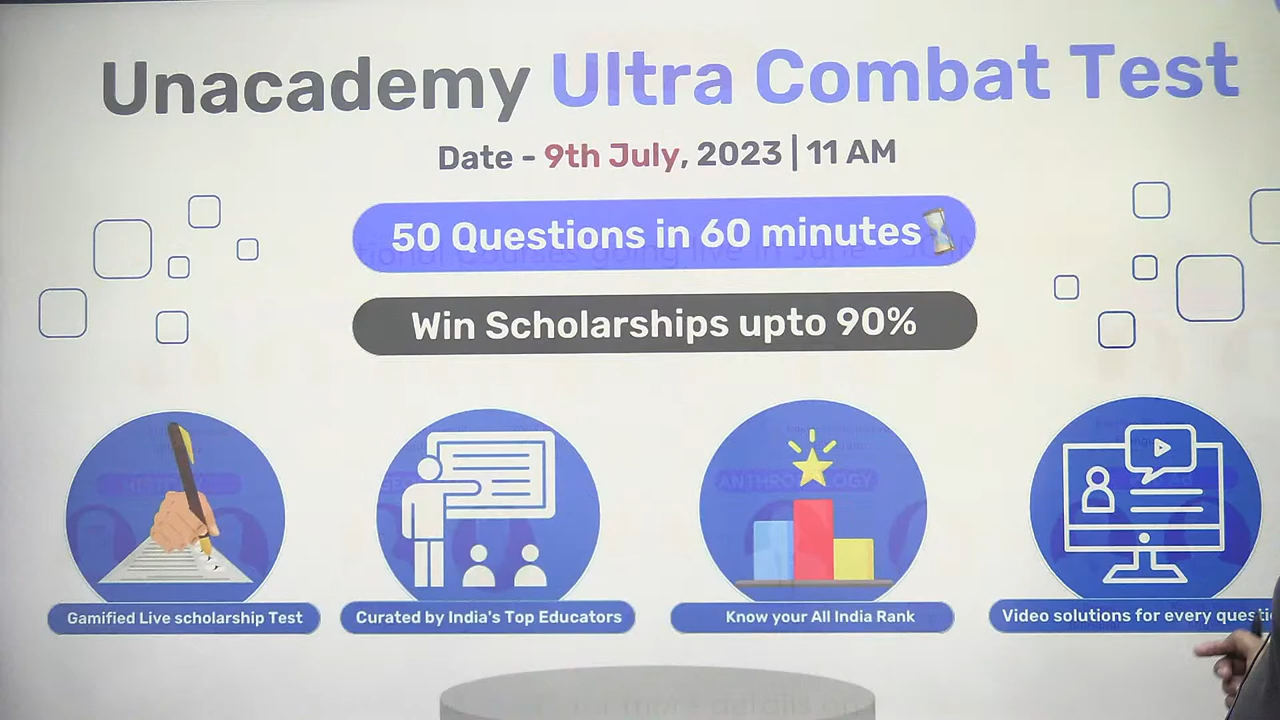 Unacademy Ultra Combat Test
Date - 9th July, 2023 | 11 AM
50 Questions in 60 minutes
Win Scholarships upto 90%
Gamified Live scholarship Test
Curated by India's Top Educators
Know your All India Rank
Video solutions for every questi
ANTHROPOLOGY
HISTORY